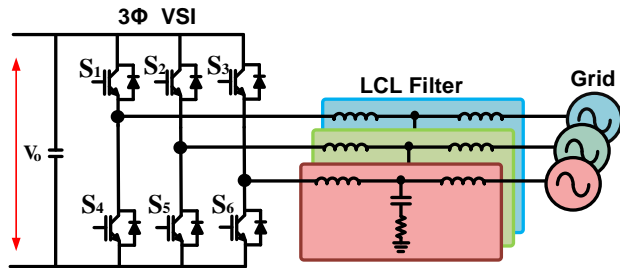 3Φ VSI
S1 S2 S3
LCL Filter
Grid
Vo
S4 S5 S6